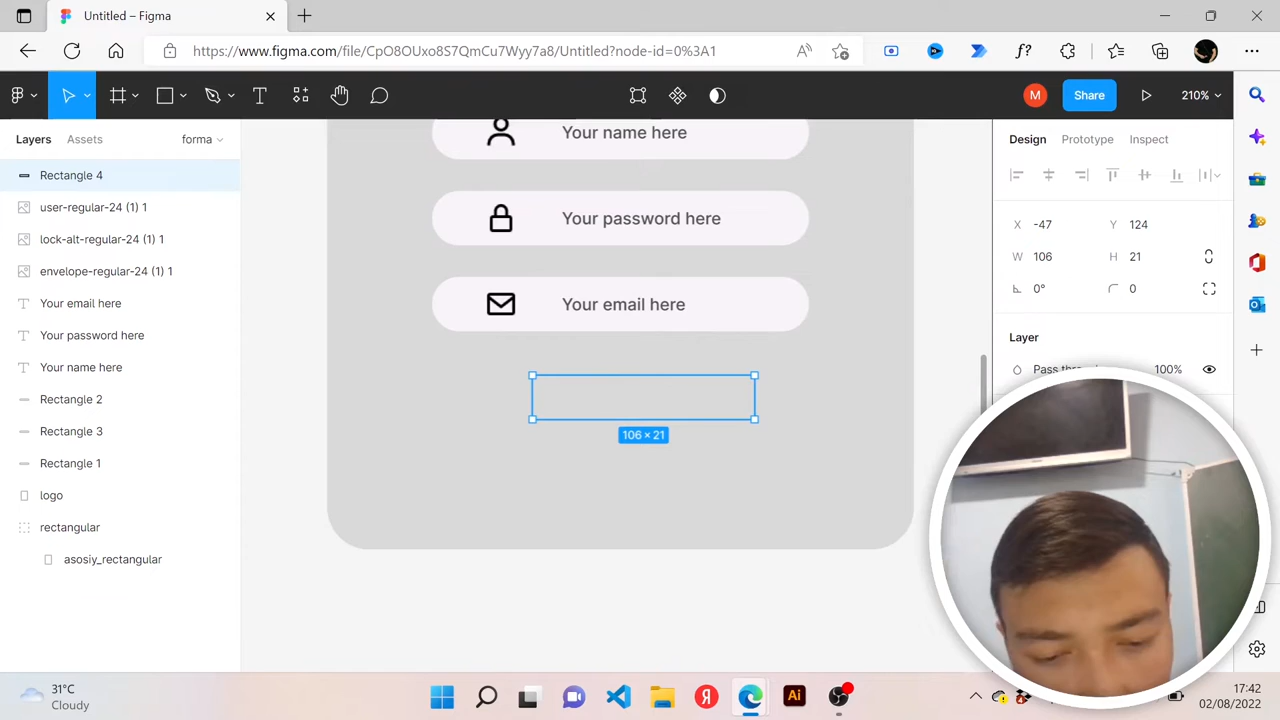 Untitled – Figma
https://www.figma.com/file/CpO8OUxo8S7QmCu7Wyy7a8/Untitled?node-id=0%3A1
M
Share
210%
Layers
Assets
forma
Rectangle 4
user-regular-24 (1) 1
lock-alt-regular-24 (1) 1
envelope-regular-24 (1) 1
Your email here
Your password here
Your name here
Rectangle 2
Rectangle 3
Rectangle 1
logo
rectangular
asosiy_rectangular
Your name here
Your password here
Your email here
106 × 21
Design
Prototype
Inspect
X -47
Y 124
W 106
H 21
0°
0
Layer
Pass through
100%
31°C
Cloudy
Я
Ai
17:42
02/08/2022